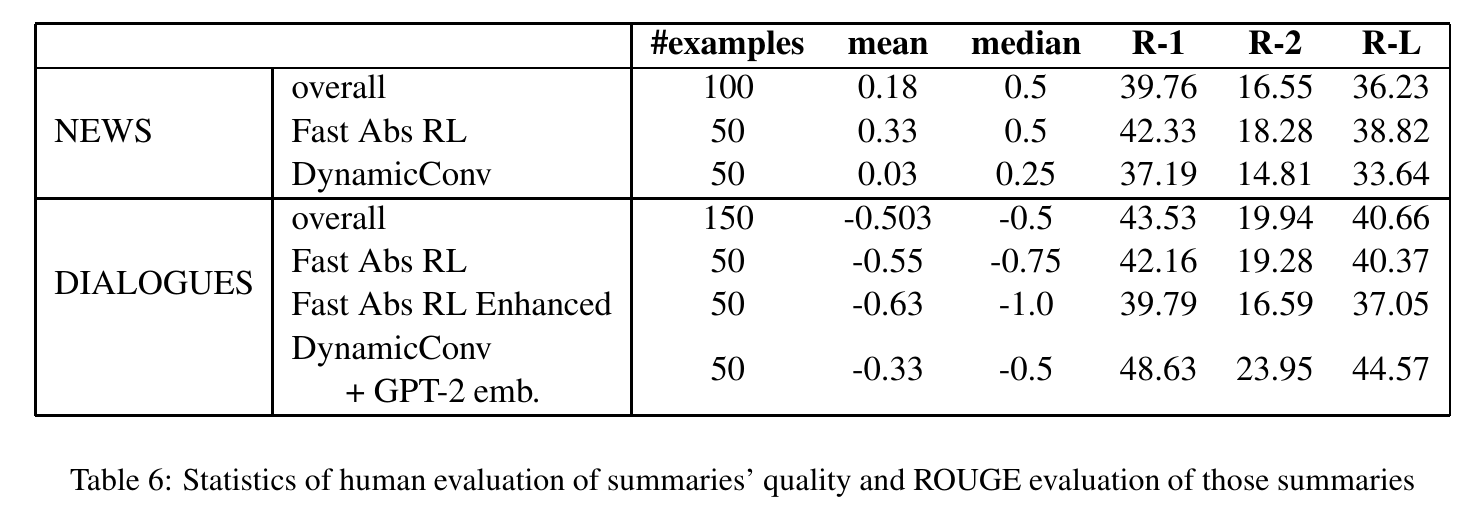 #examples mean median R-1 R-2 R-L
NEWS
overall 100 0.18 0.5 39.76 16.55 36.23
Fast Abs RL 50 0.33 0.5 42.33 18.28 38.82
DynamicConv 50 0.03 0.25 37.19 14.81 33.64
DIALOGUES
overall 150 -0.503 -0.5 43.53 19.94 40.66
Fast Abs RL 50 -0.55 -0.75 42.16 19.28 40.37
Fast Abs RL Enhanced 50 -0.63 -1.0 39.79 16.59 37.05
DynamicConv
+ GPT-2 emb. 50 -0.33 -0.5 48.63 23.95 44.57
Table 6: Statistics of human evaluation of summaries' quality and ROUGE evaluation of those summaries